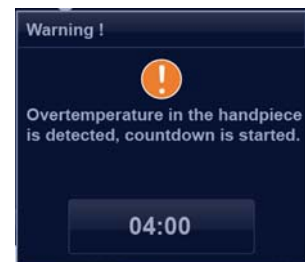 Warning !
Overtemperature in the handpiece
is detected, countdown is started.
04:00